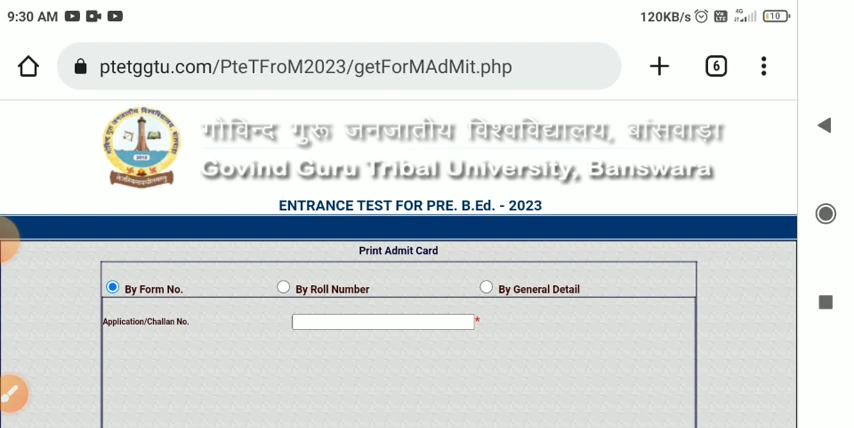 9:30 AM
120KB/s 4G 10
ptetggtu.com/PteTFroM2023/getForMAdMit.php
6
गोविन्द गुरु जनजातीय विश्वविद्यालय, बांसवाड़ा
Govind Guru Tribal University, Banswara
ENTRANCE TEST FOR PRE. B.Ed. - 2023
Print Admit Card
By Form No. By Roll Number By General Detail
Application/Challan No. *